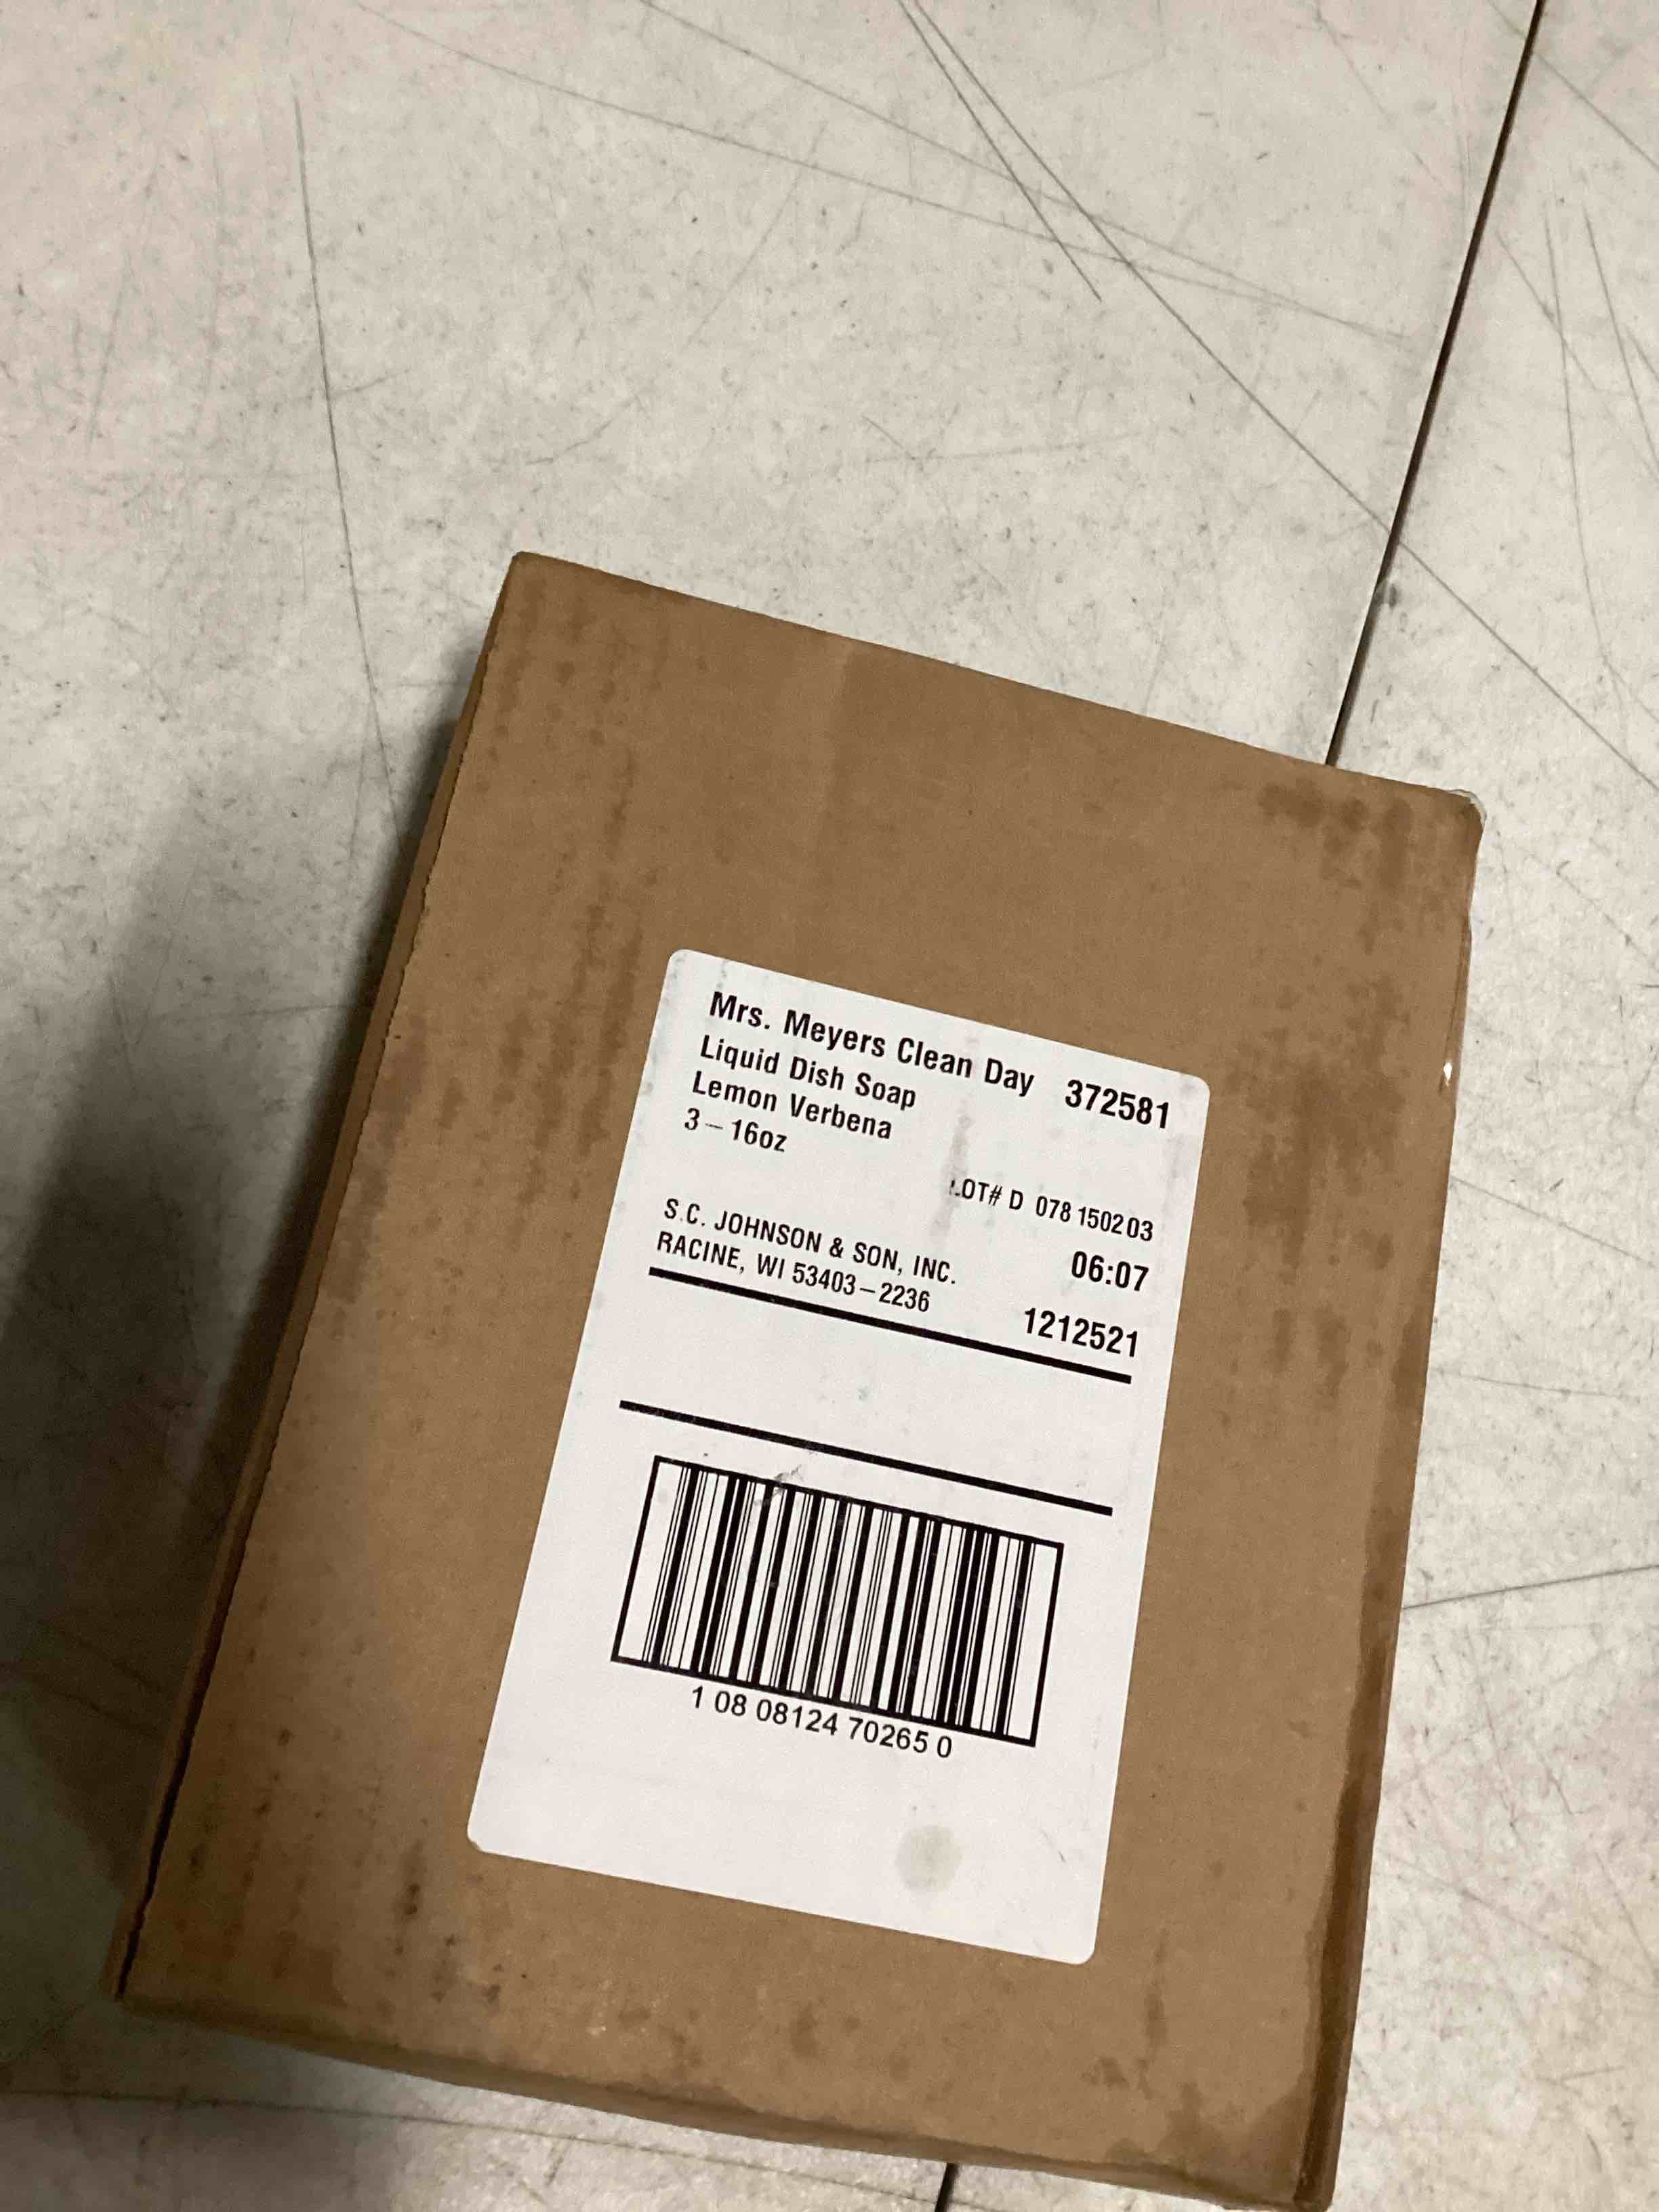 Mrs. Meyers Clean Day 372581
Liquid Dish Soap
Lemon Verbena
3-16oz
LOT# D 078 150203
S.C. JOHNSON & SON, INC. 06:07
RACINE, WI 53403-2236 1212521
1 08 08124 70265 0